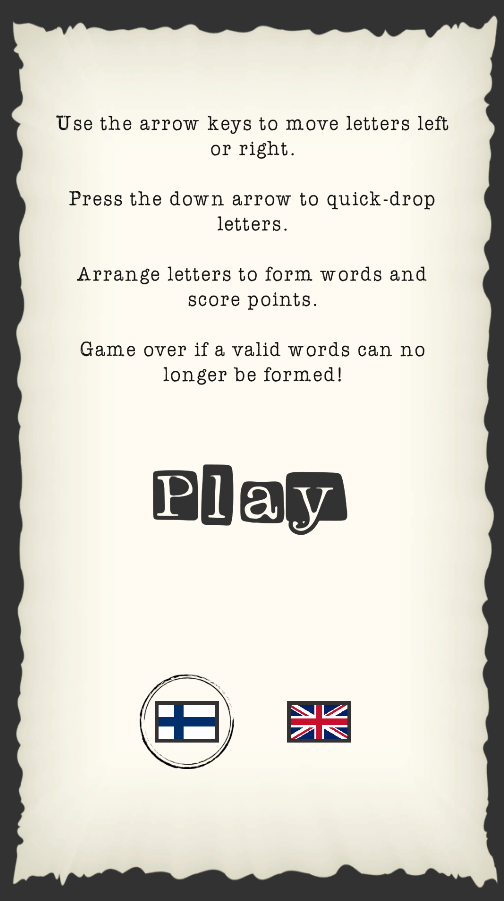 Use the arrow keys to move letters left
or right.
Press the down arrow to quick-drop
letters.
Arrange letters to form words and
score points.
Game over if a valid words can no
longer be formed!
Play